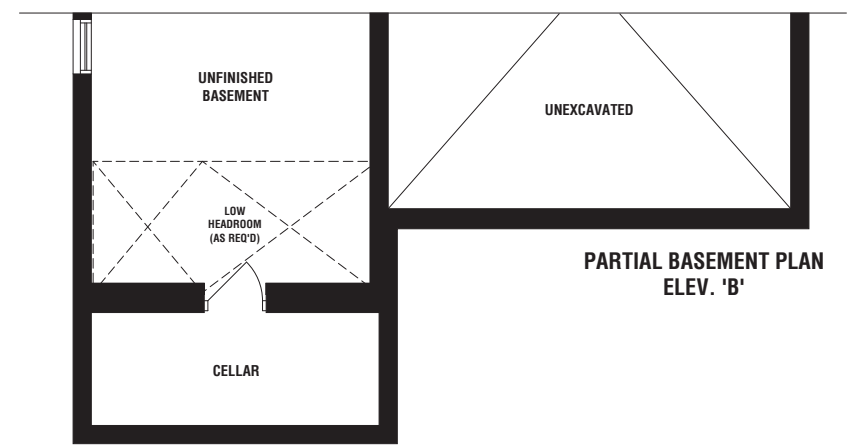 UNFINISHED
BASEMENT
UNEXCAVATED
LOW
HEADROOM
(AS REQ'D)
PARTIAL BASEMENT PLAN
ELEV. 'B'
CELLAR